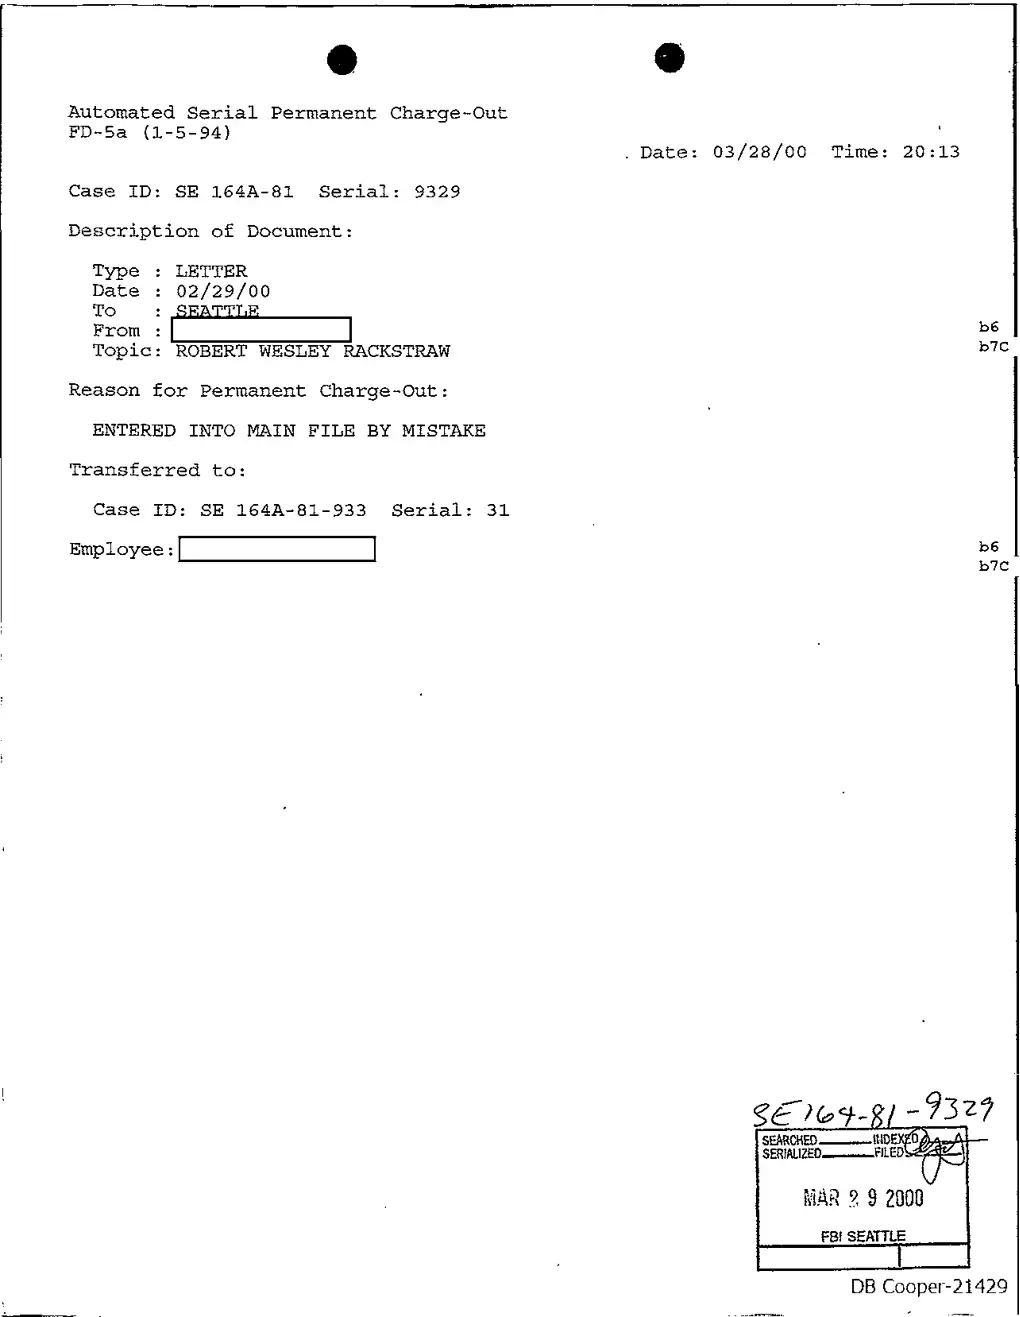 Automated Serial Permanent Charge-Out
FD-5a (1-5-94)
Date: 03/28/00 Time: 20:13
Case ID: SE 164A-81 Serial: 9329
Description of Document:
Type : LETTER
Date : 02/29/00
To : SEATTLE
From :
b6
Topic: ROBERT WESLEY RACKSTRAW
b7C
Reason for Permanent Charge-Out:
ENTERED INTO MAIN FILE BY MISTAKE
Transferred to:
Case ID: SE 164A-81-933 Serial: 31
Employee:
b6
b7C
SE164-81-9329
SEARCHED INDEXED
SERIALIZED FILED
MAR 29 2000
FBI SEATTLE
DB Cooper-21429